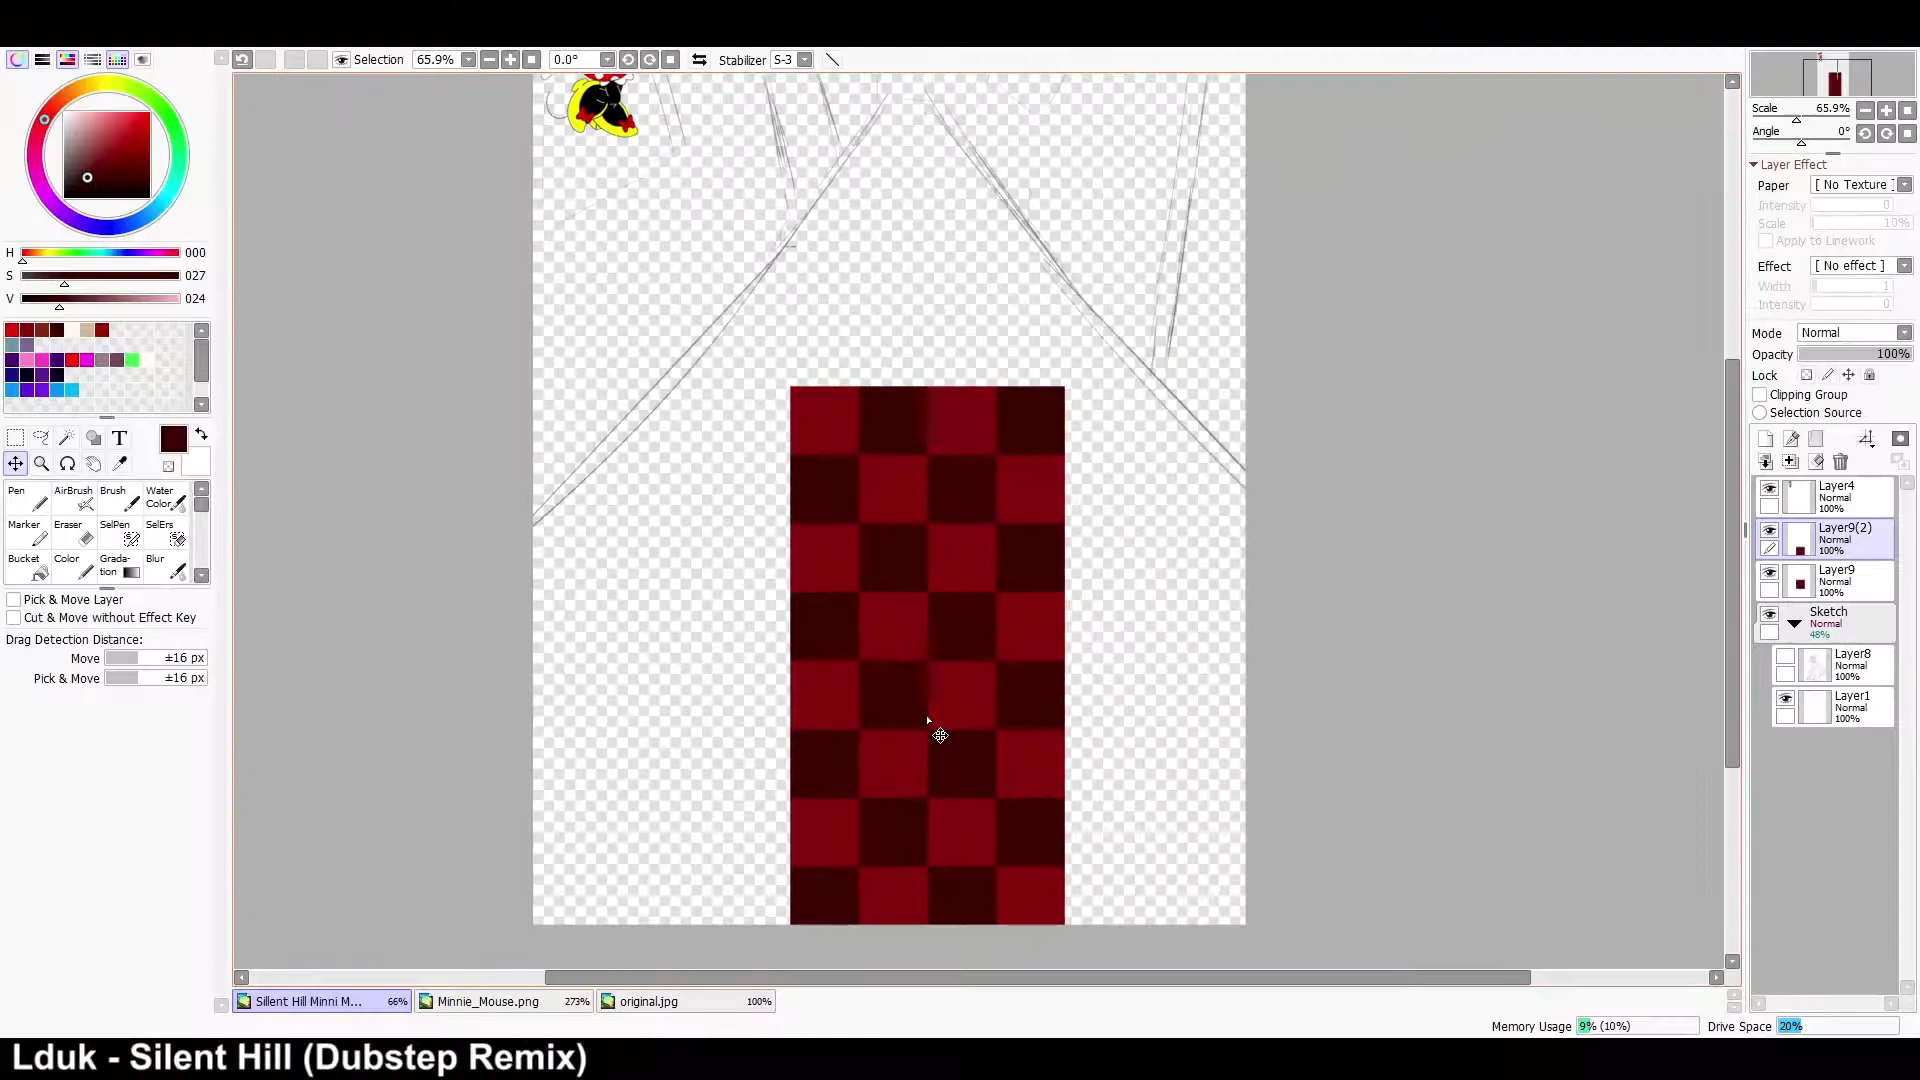 Selection 65.9% 0.0° Stabilizer S-3
Scale 65.9%
Angle 0°
Layer Effect
Paper [ No Texture ]
Intensity 0
Scale 10%
Apply to Linework
Effect [ No effect ]
Width 1
Intensity 0
Mode Normal
Opacity 100%
Lock
Clipping Group
Selection Source
Layer4
Normal
100%
Layer9(2)
Normal
100%
Layer9
Normal
100%
Sketch
Normal
48%
Layer8
Normal
100%
Layer1
Normal
100%
H 000
S 027
V 024
T
Pen AirBrush Brush Water Color
Marker Eraser SelPen SelErs
Bucket Color Grada-tion Blur
Pick & Move Layer
Cut & Move without Effect Key
Drag Detection Distance:
Move ±16 px
Pick & Move ±16 px
Sillent Hill Minni M... 66% Minnie_Mouse.png 273% original.jpg 100%
Memory Usage 9% (10%) Drive Space 20%
Lduk - Silent Hill (Dubstep Remix)